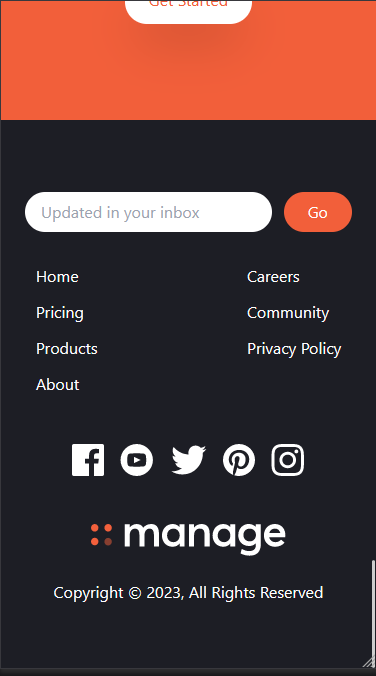 Get Started
Updated in your inbox
Go
Home
Careers
Pricing
Community
Products
Privacy Policy
About
manage
Copyright © 2023, All Rights Reserved